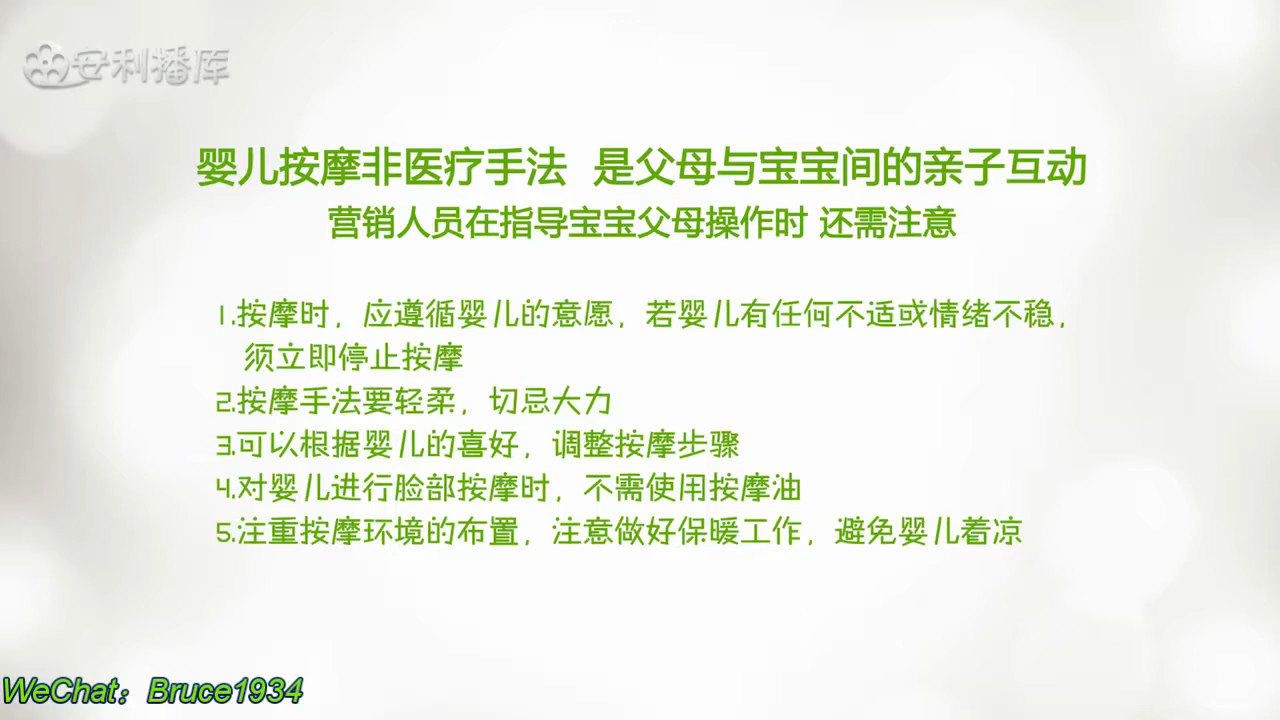 安利播库
婴儿按摩非医疗手法 是父母与宝宝间的亲子互动
营销人员在指导宝宝父母操作时 还需注意
1.按摩时，应遵循婴儿的意愿，若婴儿有任何不适或情绪不稳，
须立即停止按摩
2.按摩手法要轻柔，切忌大力
3.可以根据婴儿的喜好，调整按摩步骤
4.对婴儿进行脸部按摩时，不需使用按摩油
5.注重按摩环境的布置，注意做好保暖工作，避免婴儿着凉
WeChat：Bruce1934